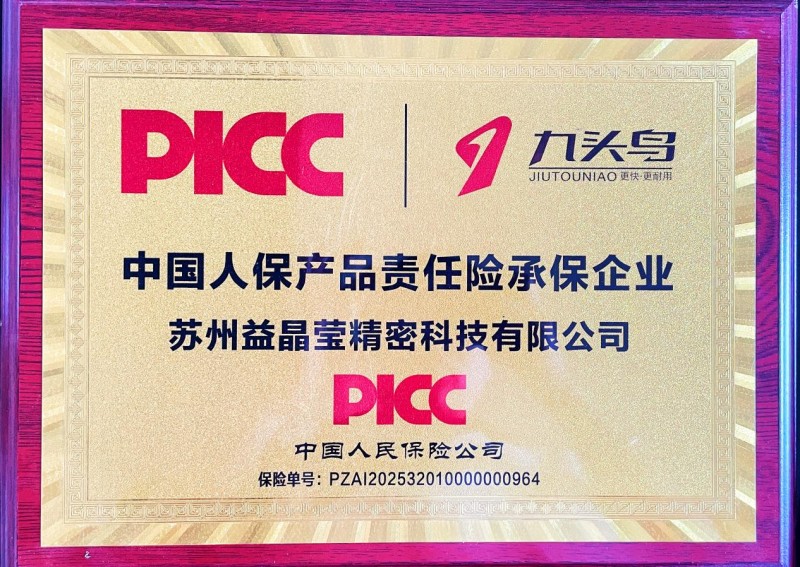 PICC
九头鸟
JIUTOUNIAO 更快·更耐用
中国人保产品责任险承保企业
苏州益晶莹精密科技有限公司
PICC
中国人民保险公司
保险单号：PZAI202532010000000964